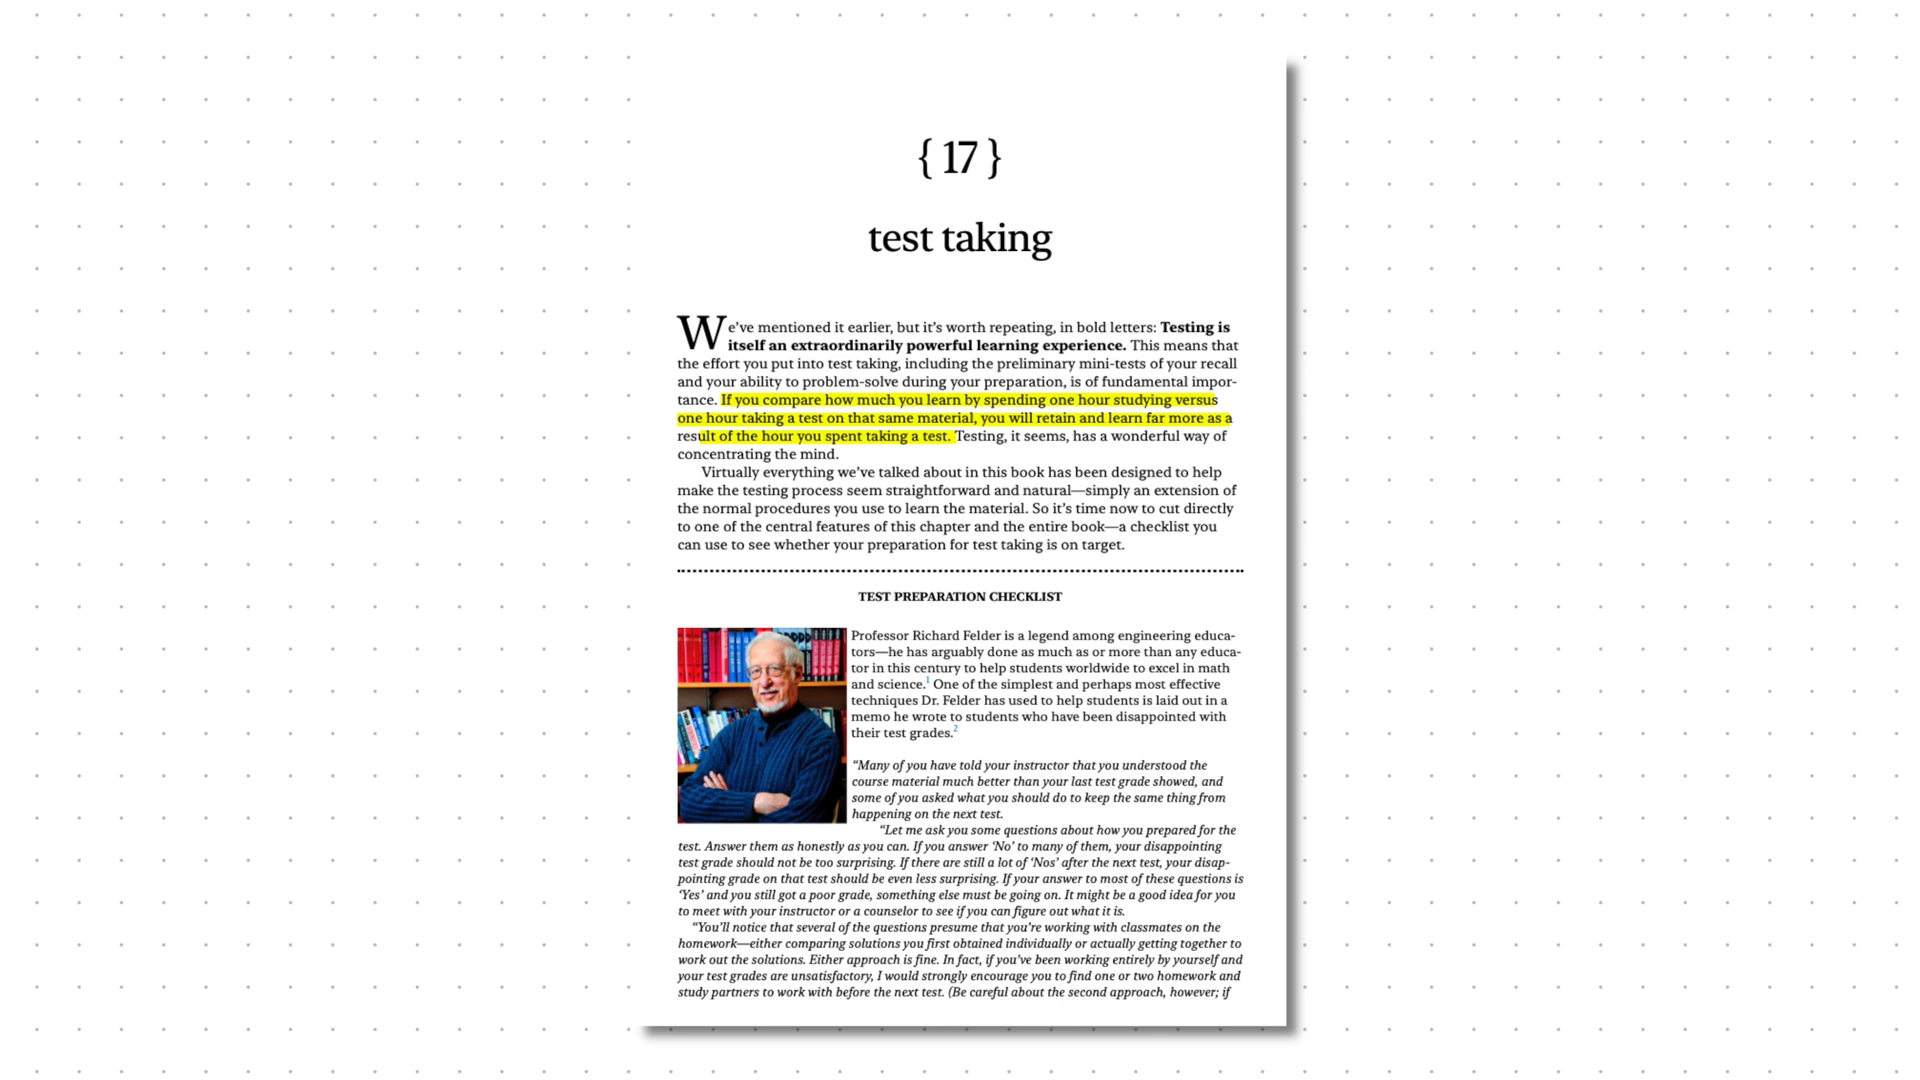 { 17 }
test taking
We’ve mentioned it earlier, but it’s worth repeating, in bold letters: Testing is
itself an extraordinarily powerful learning experience. This means that
the effort you put into test taking, including the preliminary mini-tests of your recall
and your ability to problem-solve during your preparation, is of fundamental impor-
tance. If you compare how much you learn by spending one hour studying versus
one hour taking a test on that same material, you will retain and learn far more as a
result of the hour you spent taking a test. Testing, it seems, has a wonderful way of
concentrating the mind.
Virtually everything we’ve talked about in this book has been designed to help
make the testing process seem straightforward and natural—simply an extension of
the normal procedures you use to learn the material. So it’s time now to cut directly
to one of the central features of this chapter and the entire book—a checklist you
can use to see whether your preparation for test taking is on target.
TEST PREPARATION CHECKLIST
Professor Richard Felder is a legend among engineering educa-
tors—he has arguably done as much as or more than any educa-
tor in this century to help students worldwide to excel in math
and science.1 One of the simplest and perhaps most effective
techniques Dr. Felder has used to help students is laid out in a
memo he wrote to students who have been disappointed with
their test grades.2
“Many of you have told your instructor that you understood the
course material much better than your last test grade showed, and
some of you asked what you should do to keep the same thing from
happening on the next test.
“Let me ask you some questions about how you prepared for the
test. Answer them as honestly as you can. If you answer ‘No’ to many of them, your disappointing
test grade should not be too surprising. If there are still a lot of ‘Nos’ after the next test, your disap-
pointing grade on that test should be even less surprising. If your answer to most of these questions is
‘Yes’ and you still got a poor grade, something else must be going on. It might be a good idea for you
to meet with your instructor or a counselor to see if you can figure out what it is.
“You’ll notice that several of the questions presume that you’re working with classmates on the
homework—either comparing solutions you first obtained individually or actually getting together to
work out the solutions. Either approach is fine. In fact, if you’ve been working entirely by yourself and
your test grades are unsatisfactory, I would strongly encourage you to find one or two homework and
study partners to work with before the next test. (Be careful about the second approach, however; if